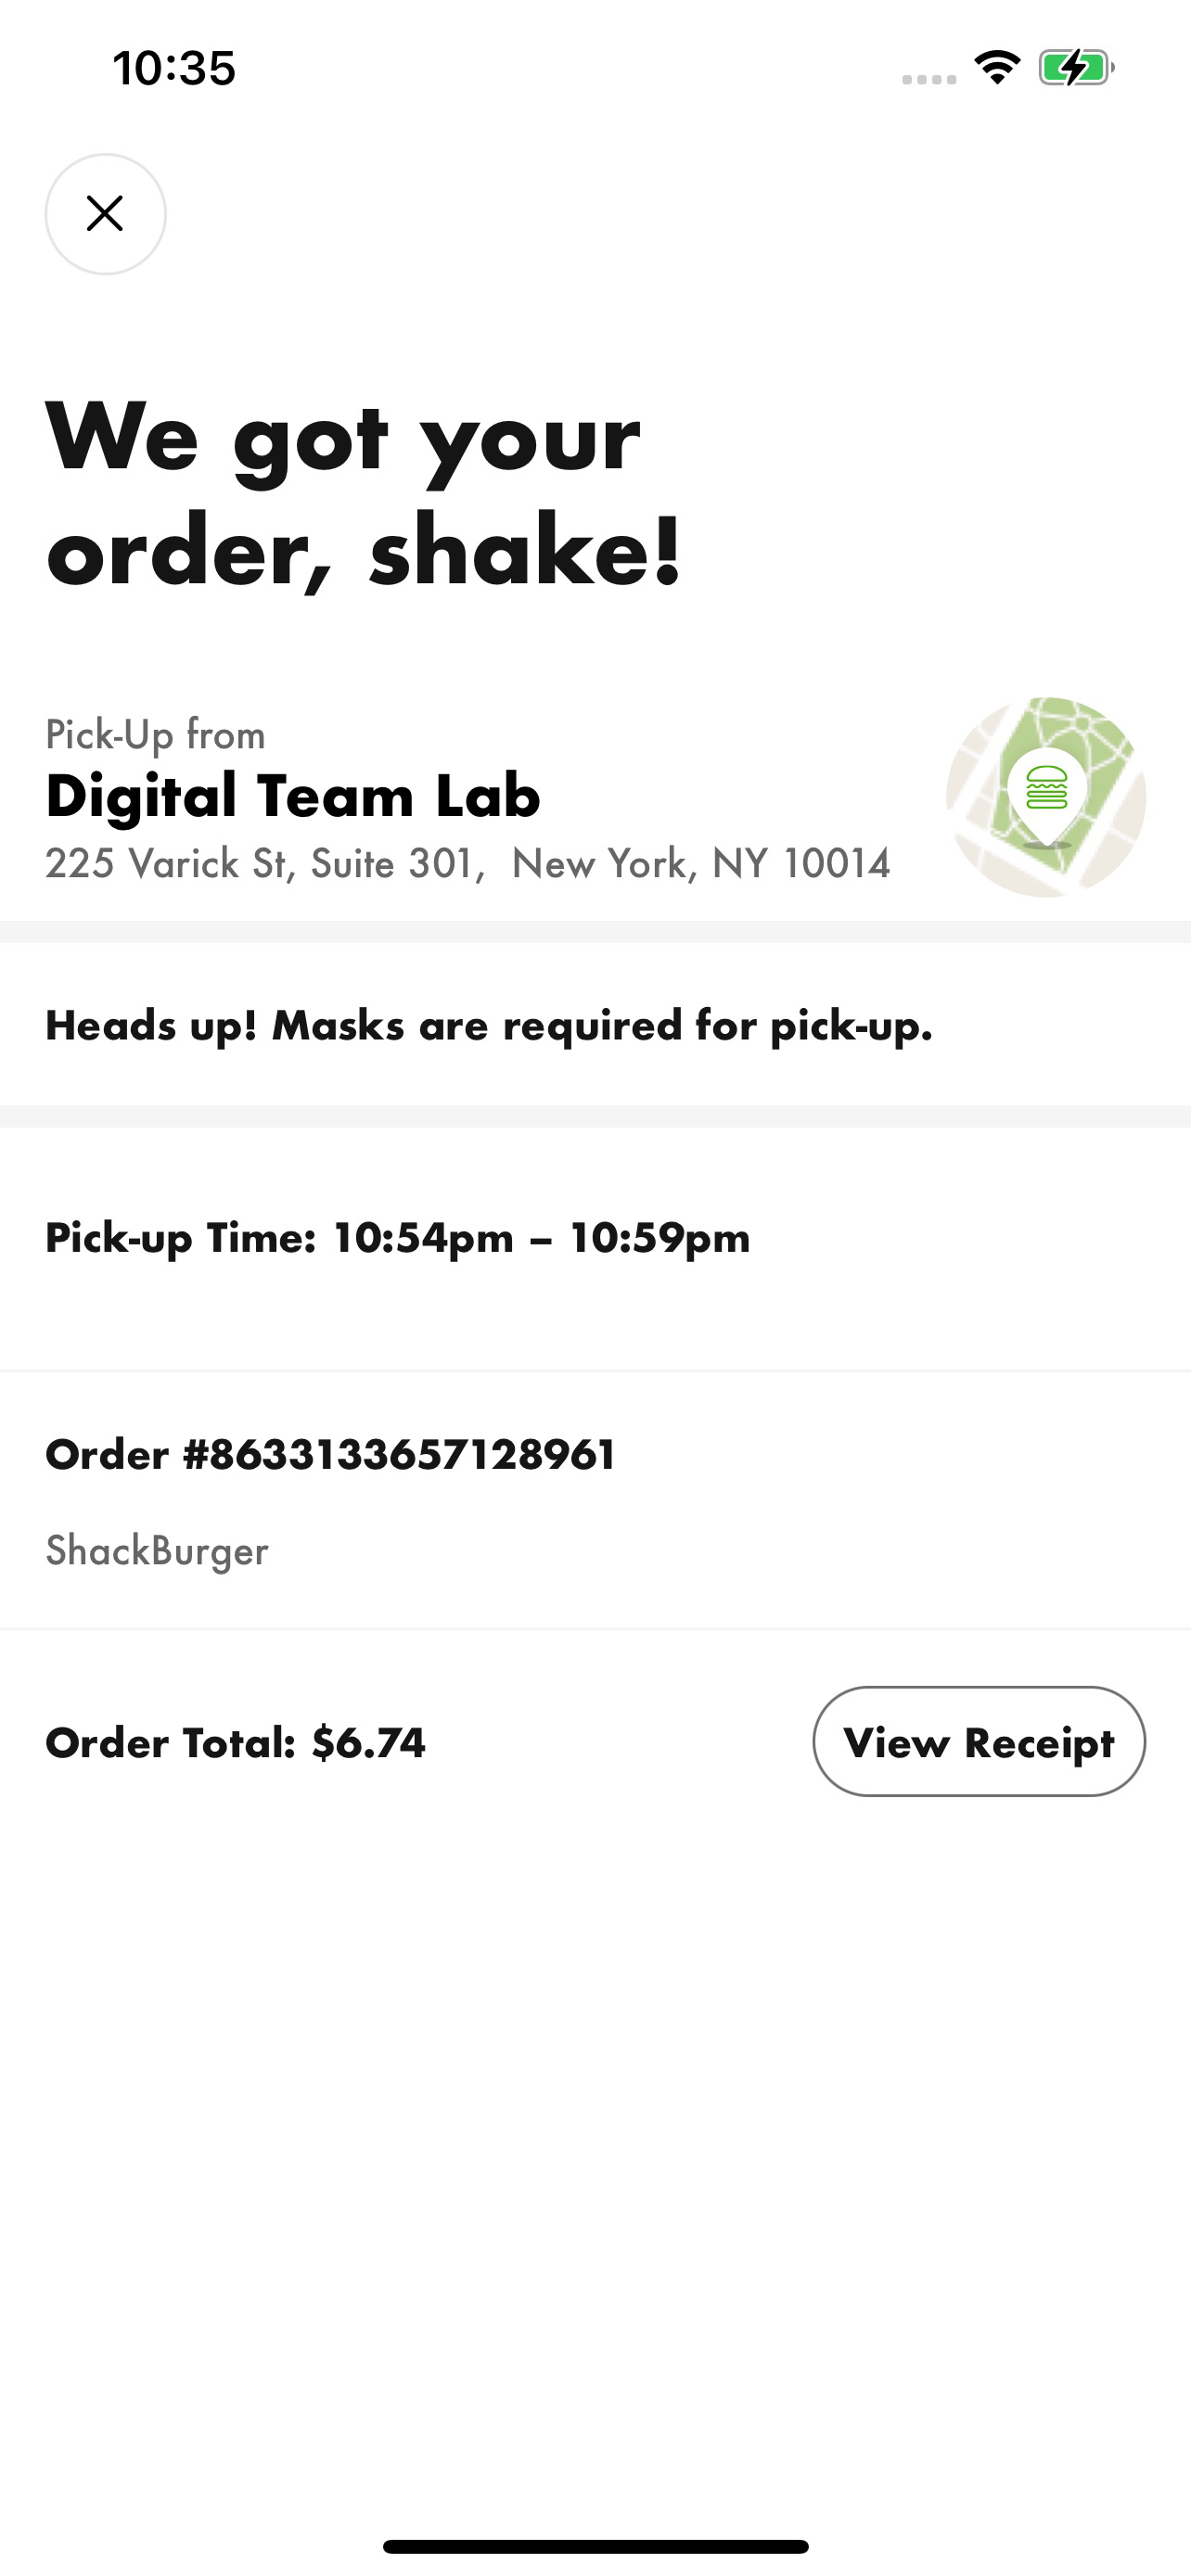 10:35
We got your
order, shake!
Pick-Up from
Digital Team Lab
225 Varick St, Suite 301,  New York, NY 10014
Heads up! Masks are required for pick-up.
Pick-up Time: 10:54pm – 10:59pm
Order #8633133657128961
ShackBurger
Order Total: $6.74
View Receipt